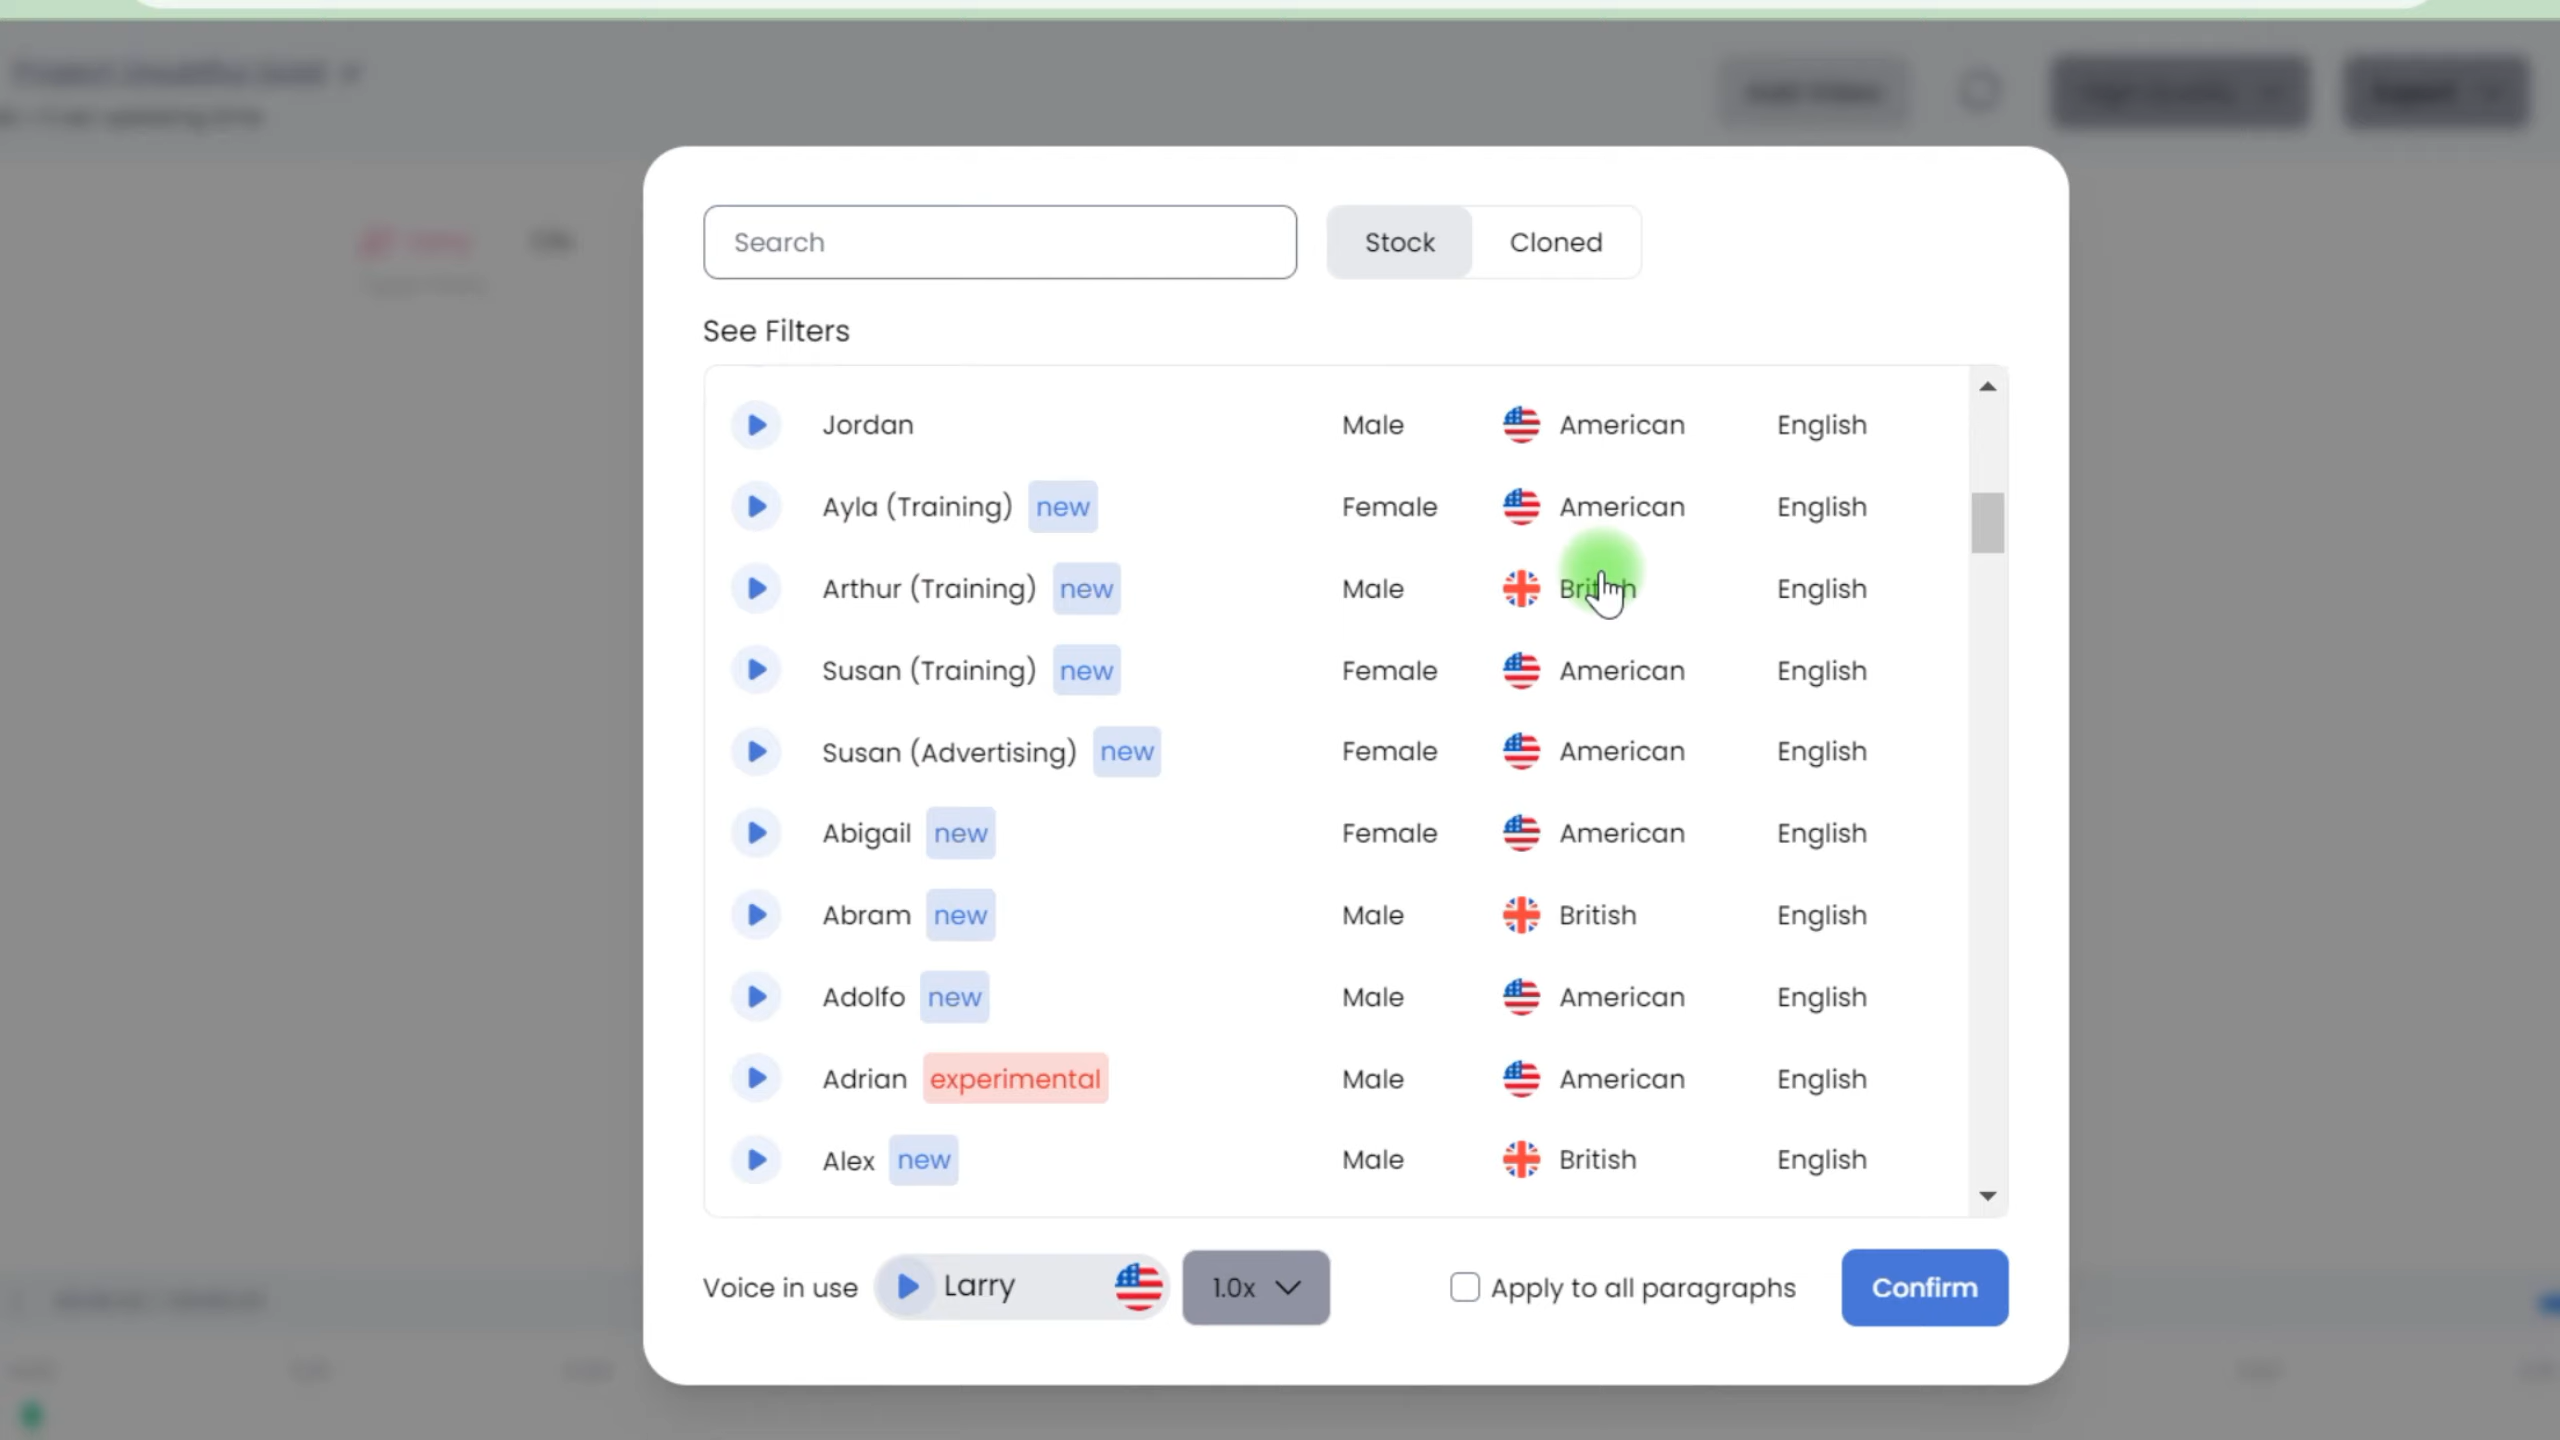 Search
Stock
Cloned
See Filters
Jordan Male American English
Ayla (Training) new Female American English
Arthur (Training) new Male British English
Susan (Training) new Female American English
Susan (Advertising) new Female American English
Abigail new Female American English
Abram new Male British English
Adolfo new Male American English
Adrian experimental Male American English
Alex new Male British English
Voice in use Larry 1.0x Apply to all paragraphs Confirm